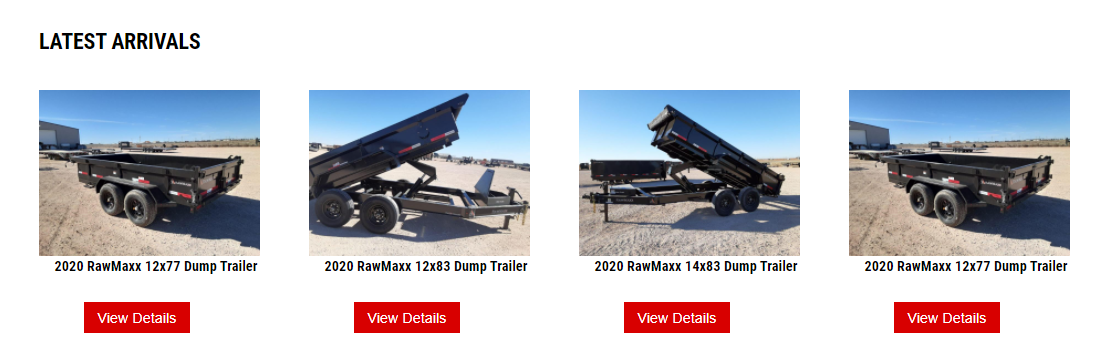 LATEST ARRIVALS
2020 RawMaxx 12x77 Dump Trailer
2020 RawMaxx 12x83 Dump Trailer
2020 RawMaxx 14x83 Dump Trailer
2020 RawMaxx 12x77 Dump Trailer
View Details
View Details
View Details
View Details